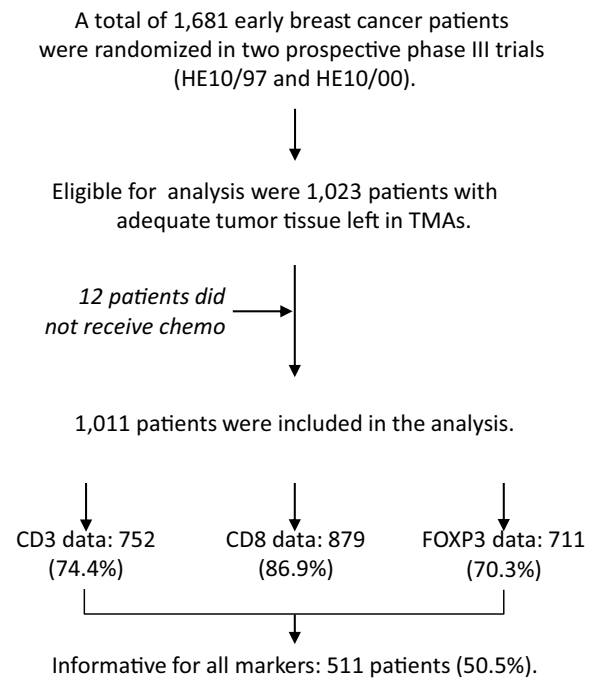 A total of 1,681 early breast cancer patients
were randomized in two prospective phase III trials
(HE10/97 and HE10/00).
Eligible for analysis were 1,023 patients with
adequate tumor tissue left in TMAs.
12 patients did
not receive chemo
1,011 patients were included in the analysis.
CD3 data: 752
(74.4%)
CD8 data: 879
(86.9%)
FOXP3 data: 711
(70.3%)
Informative for all markers: 511 patients (50.5%).